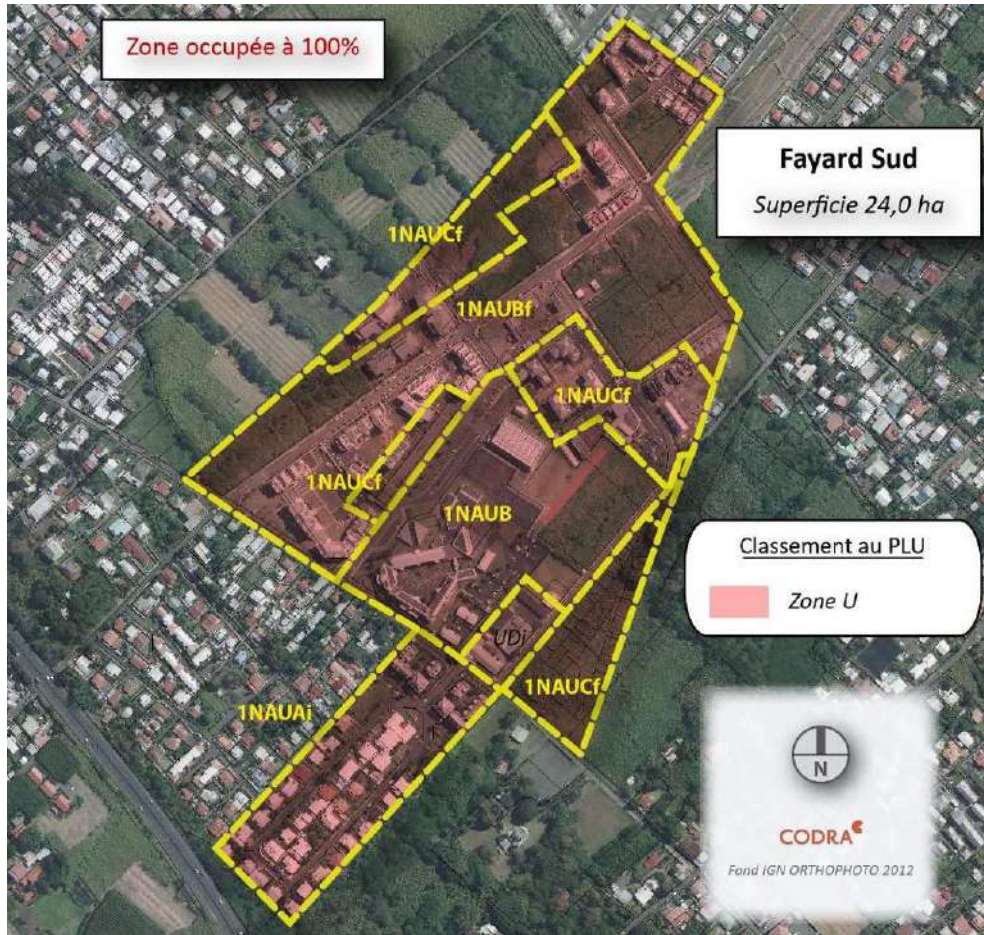 Zone occupée à 100%
Fayard Sud
Superficie 24,0 ha
1NAUCf
1NAUBf
1NAUCf
1NAUCf
1NAUB
Classement au PLU
Zone U
UDj
1NAUCf
1NAUAi
N
CODRA
Fond IGN ORTHOPHOTO 2012